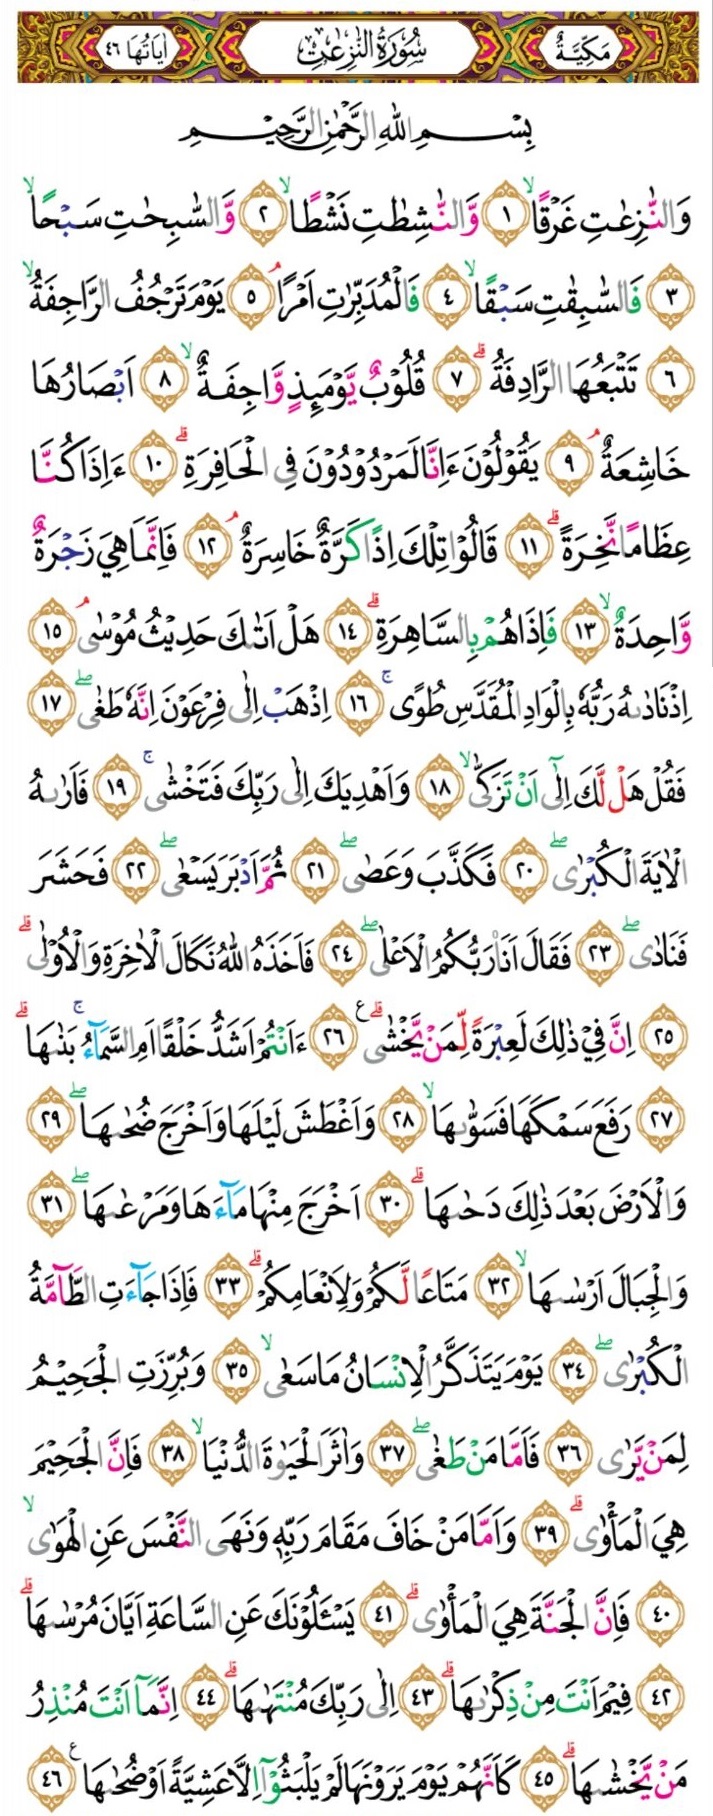 مَكِّيَّةٌ سُوْرَةُ النّٰزِعٰتِ اٰيَاتُهَا ٤٦
بِسْمِ اللّٰهِ الرَّحْمٰنِ الرَّحِيْمِ
وَالنّٰزِعٰتِ غَرْقًاۙ ١ وَّالنّٰشِطٰتِ نَشْطًاۙ ٢ وَّالسّٰبِحٰتِ سَبْحًاۙ
٣ فَالسّٰبِقٰتِ سَبْقًاۙ ٤ فَالْمُدَبِّرٰتِ اَمْرًاۘ ٥ يَوْمَ تَرْجُفُ الرَّاجِفَةُۙ
٦ تَتْبَعُهَا الرَّادِفَةُۗ ٧ قُلُوْبٌ يَّوْمَئِذٍ وَّاجِفَةٌۙ ٨ اَبْصَارُهَا
خَاشِعَةٌۘ ٩ يَقُوْلُوْنَ ءَاِنَّا لَمَرْدُوْدُوْنَ فِى الْحَافِرَةِۗ ١٠ ءَاِذَا كُنَّا
عِظَامًا نَّخِرَةًۗ ١١ قَالُوْا تِلْكَ اِذًا كَرَّةٌ خَاسِرَةٌۘ ١٢ فَاِنَّمَا هِيَ زَجْرَةٌ
وَّاحِدَةٌۙ ١٣ فَاِذَا هُمْ بِالسَّاهِرَةِۗ ١٤ هَلْ اَتٰىكَ حَدِيْثُ مُوْسٰىۘ ١٥
اِذْ نَادٰىهُ رَبُّهٗ بِالْوَادِ الْمُقَدَّسِ طُوًىۚ ١٦ اِذْهَبْ اِلٰى فِرْعَوْنَ اِنَّهٗ طَغٰىۖ ١٧
فَقُلْ هَلْ لَّكَ اِلٰٓى اَنْ تَزَكّٰىۙ ١٨ وَاَهْدِيَكَ اِلٰى رَبِّكَ فَتَخْشٰىۚ ١٩ فَاَرٰىهُ
الْاٰيَةَ الْكُبْرٰىۖ ٢٠ فَكَذَّبَ وَعَصٰىۖ ٢١ ثُمَّ اَدْبَرَ يَسْعٰىۖ ٢٢ فَحَشَرَ
فَنَادٰىۖ ٢٣ فَقَالَ اَنَا۠ رَبُّكُمُ الْاَعْلٰىۖ ٢٤ فَاَخَذَهُ اللّٰهُ نَكَالَ الْاٰخِرَةِ وَالْاُوْلٰىۗ
٢٥ اِنَّ فِيْ ذٰلِكَ لَعِبْرَةً لِّمَنْ يَّخْشٰىۗ ع ٢٦ ءَاَنْتُمْ اَشَدُّ خَلْقًا اَمِ السَّمَاۤءُۚ بَنٰىهَاۗ
٢٧ رَفَعَ سَمْكَهَا فَسَوّٰىهَاۙ ٢٨ وَاَغْطَشَ لَيْلَهَا وَاَخْرَجَ ضُحٰىهَاۖ ٢٩
وَالْاَرْضَ بَعْدَ ذٰلِكَ دَحٰىهَاۗ ٣٠ اَخْرَجَ مِنْهَا مَاۤءَهَا وَمَرْعٰىهَاۖ ٣١
وَالْجِبَالَ اَرْسٰىهَاۙ ٣٢ مَتَاعًا لَّكُمْ وَلِاَنْعَامِكُمْۗ ٣٣ فَاِذَا جَاۤءَتِ الطَّاۤمَّةُ
الْكُبْرٰىۖ ٣٤ يَوْمَ يَتَذَكَّرُ الْاِنْسَانُ مَا سَعٰىۙ ٣٥ وَبُرِّزَتِ الْجَحِيْمُ
لِمَنْ يَّرٰى ٣٦ فَاَمَّا مَنْ طَغٰىۖ ٣٧ وَاٰثَرَ الْحَيٰوةَ الدُّنْيَاۙ ٣٨ فَاِنَّ الْجَحِيْمَ
هِيَ الْمَأْوٰىۗ ٣٩ وَاَمَّا مَنْ خَافَ مَقَامَ رَبِّهٖ وَنَهَى النَّفْسَ عَنِ الْهَوٰىۙ
٤٠ فَاِنَّ الْجَنَّةَ هِيَ الْمَأْوٰىۗ ٤١ يَسْـَٔلُوْنَكَ عَنِ السَّاعَةِ اَيَّانَ مُرْسٰىهَاۗ
٤٢ فِيْمَ اَنْتَ مِنْ ذِكْرٰىهَاۗ ٤٣ اِلٰى رَبِّكَ مُنْتَهٰىهَاۗ ٤٤ اِنَّمَآ اَنْتَ مُنْذِرُ
مَنْ يَّخْشٰىهَاۗ ٤٥ كَاَنَّهُمْ يَوْمَ يَرَوْنَهَا لَمْ يَلْبَثُوْٓا اِلَّا عَشِيَّةً اَوْ ضُحٰىهَا ع ٤٦